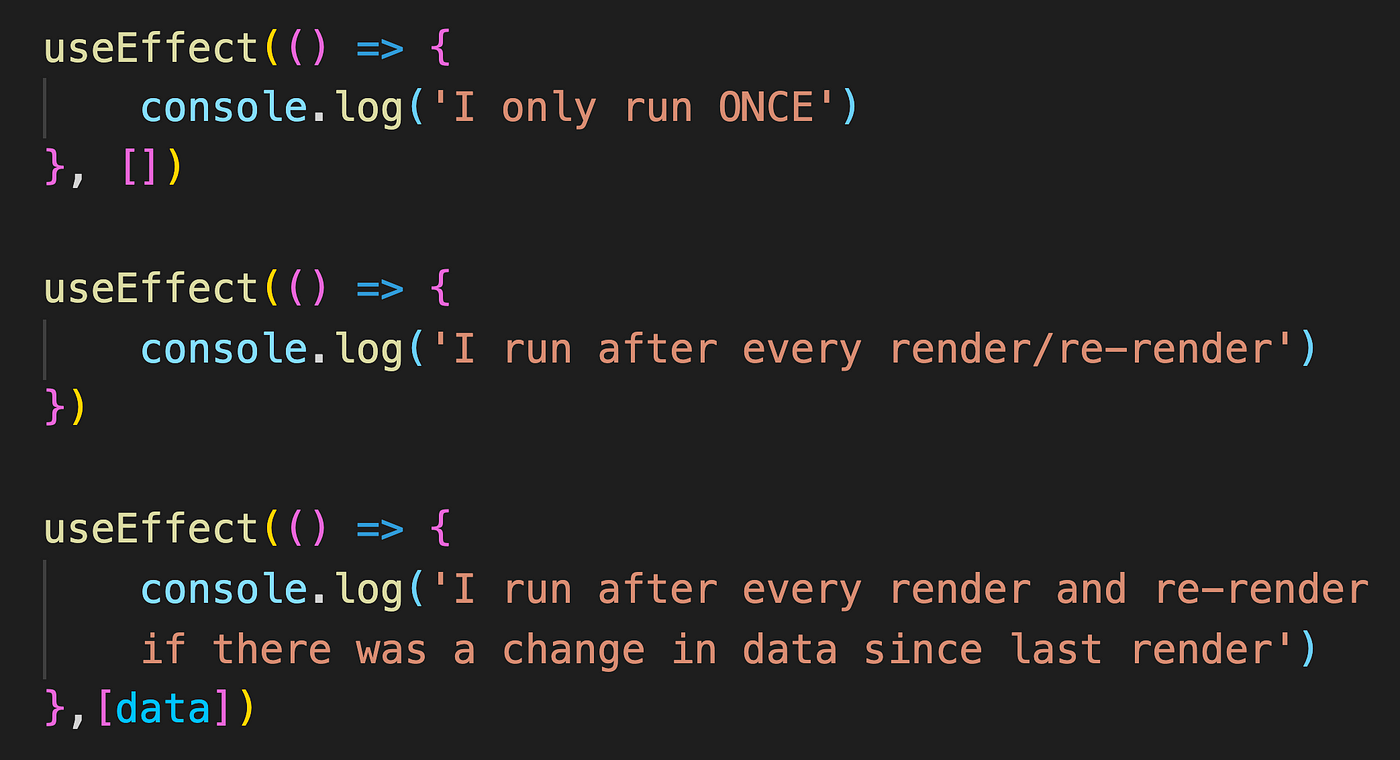 useEffect(() => {
    console.log('I only run ONCE')
}, [])
useEffect(() => {
    console.log('I run after every render/re-render')
})
useEffect(() => {
    console.log('I run after every render and re-render
    if there was a change in data since last render')
},[data])